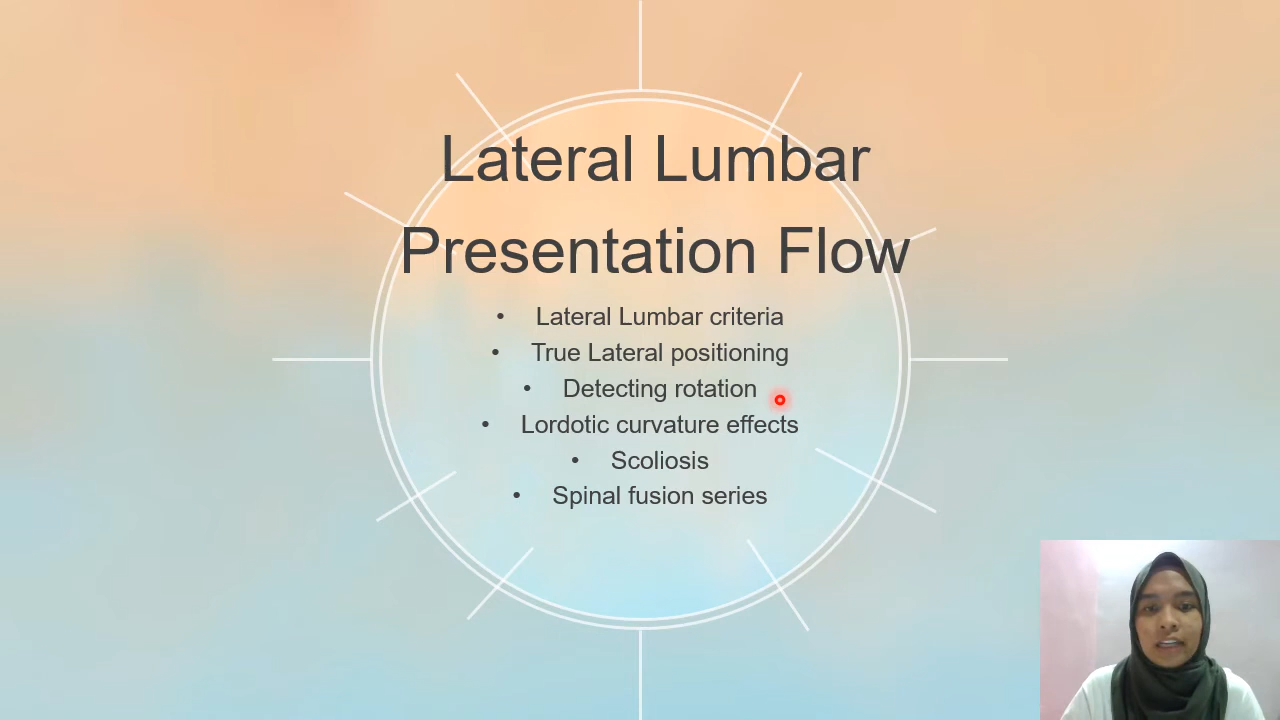 Lateral Lumbar
Presentation Flow
• Lateral Lumbar criteria
• True Lateral positioning
• Detecting rotation
• Lordotic curvature effects
• Scoliosis
• Spinal fusion series